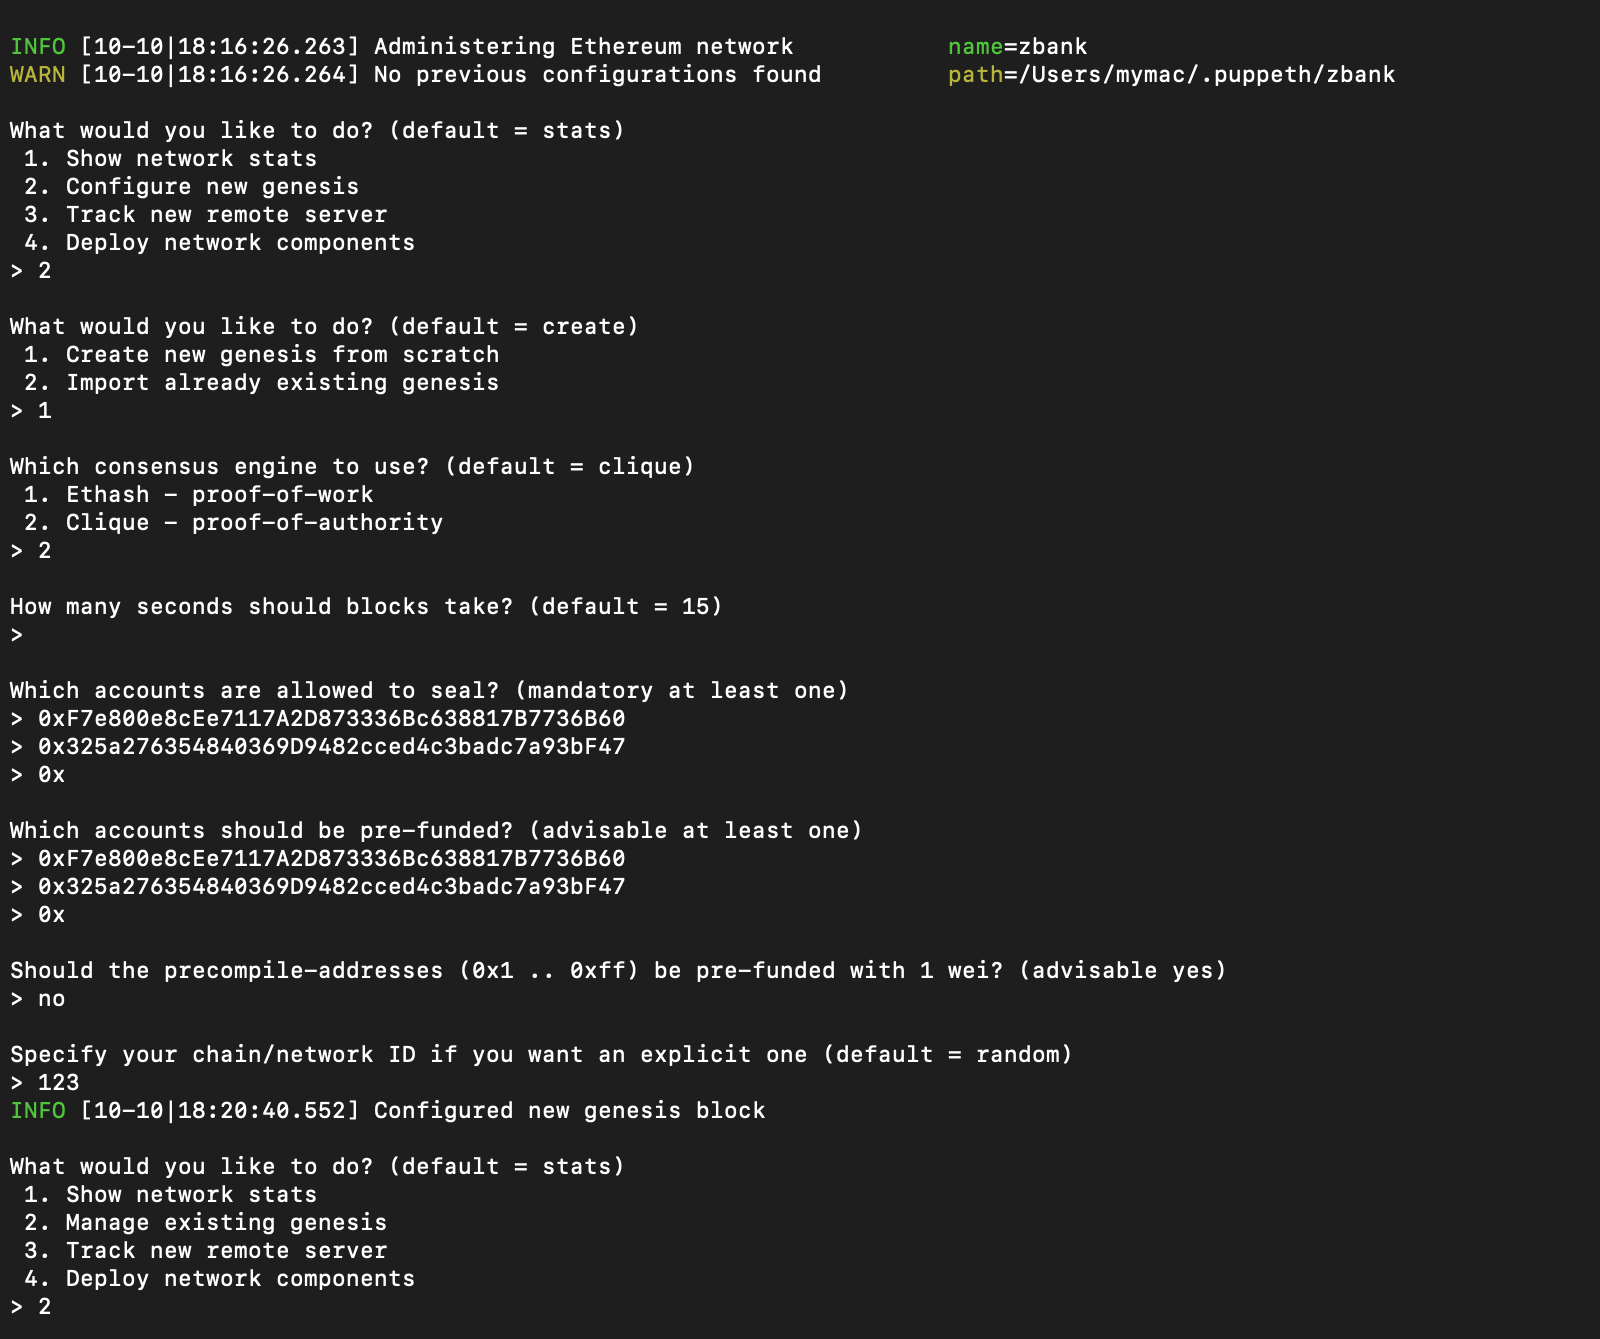 INFO [10-10|18:16:26.263] Administering Ethereum network           name=zbank
WARN [10-10|18:16:26.264] No previous configurations found         path=/Users/mymac/.puppeth/zbank
What would you like to do? (default = stats)
1. Show network stats
2. Configure new genesis
3. Track new remote server
4. Deploy network components
> 2
What would you like to do? (default = create)
1. Create new genesis from scratch
2. Import already existing genesis
> 1
Which consensus engine to use? (default = clique)
1. Ethash - proof-of-work
2. Clique - proof-of-authority
> 2
How many seconds should blocks take? (default = 15)
>
Which accounts are allowed to seal? (mandatory at least one)
> 0xF7e800e8cEe7117A2D873336Bc638817B7736B60
> 0x325a276354840369D9482cced4c3badc7a93bF47
> 0x
Which accounts should be pre-funded? (advisable at least one)
> 0xF7e800e8cEe7117A2D873336Bc638817B7736B60
> 0x325a276354840369D9482cced4c3badc7a93bF47
> 0x
Should the precompile-addresses (0x1 .. 0xff) be pre-funded with 1 wei? (advisable yes)
> no
Specify your chain/network ID if you want an explicit one (default = random)
> 123
INFO [10-10|18:20:40.552] Configured new genesis block
What would you like to do? (default = stats)
1. Show network stats
2. Manage existing genesis
3. Track new remote server
4. Deploy network components
> 2